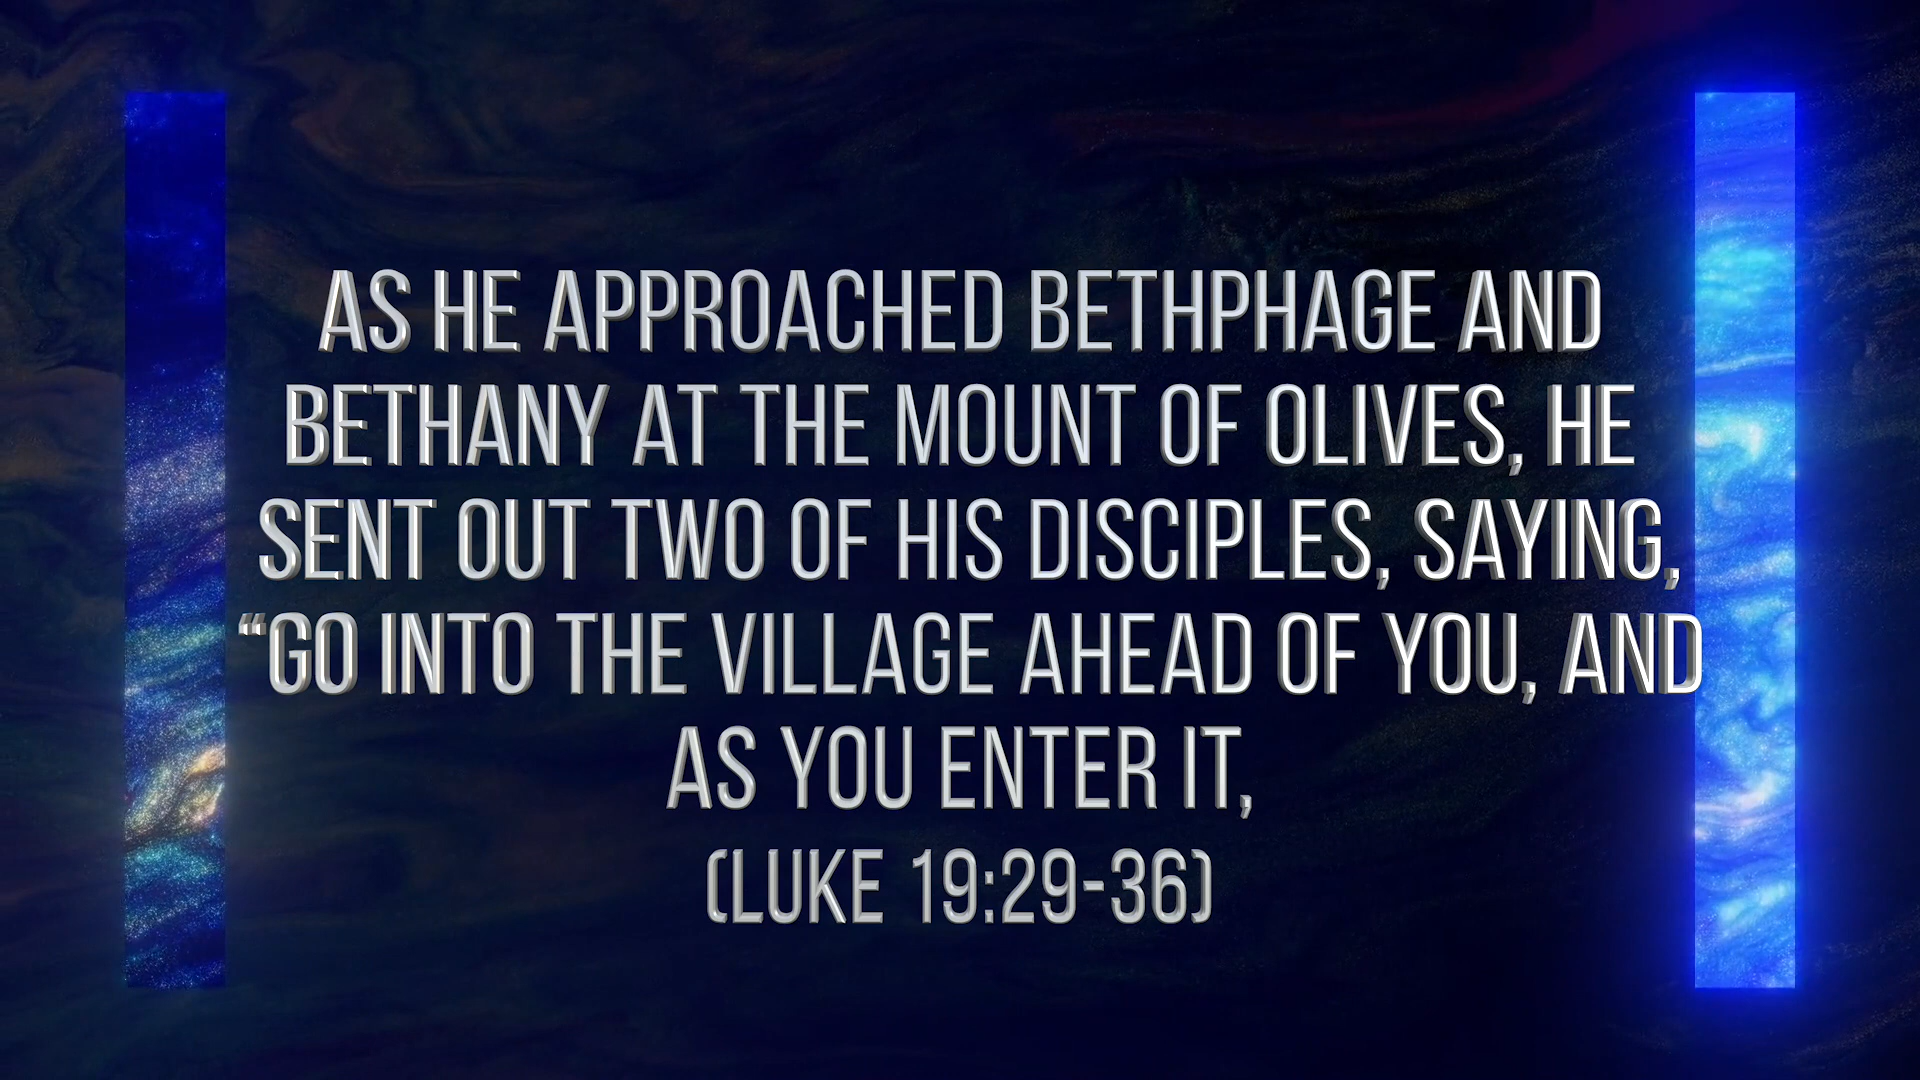 AS HE APPROACHED BETHPHAGE AND
BETHANY AT THE MOUNT OF OLIVES, HE
SENT OUT TWO OF HIS DISCIPLES, SAYING,
“GO INTO THE VILLAGE AHEAD OF YOU, AND
AS YOU ENTER IT,
(LUKE 19:29-36)